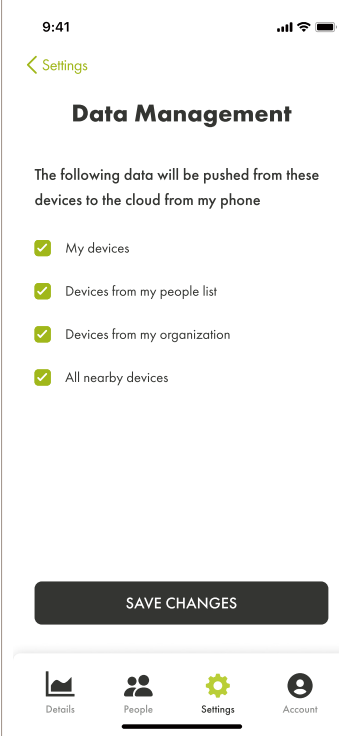 9:41
Settings
Data Management
The following data will be pushed from these
devices to the cloud from my phone
My devices
Devices from my people list
Devices from my organization
All nearby devices
SAVE CHANGES
Details
People
Settings
Account